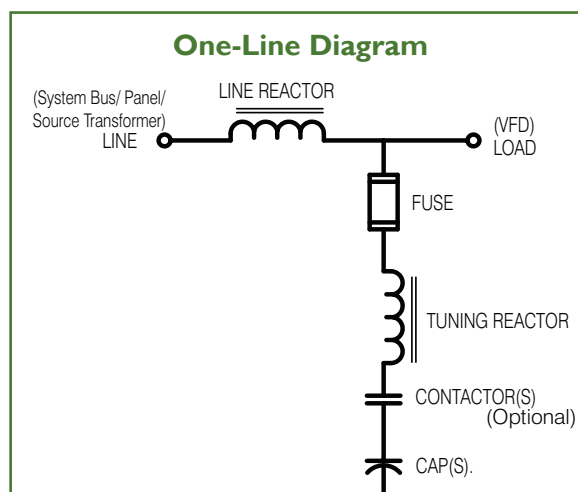 One-Line Diagram
LINE REACTOR
(System Bus/ Panel/
Source Transformer)
LINE
(VFD)
LOAD
FUSE
TUNING REACTOR
CONTACTOR(S)
(Optional)
CAP(S).